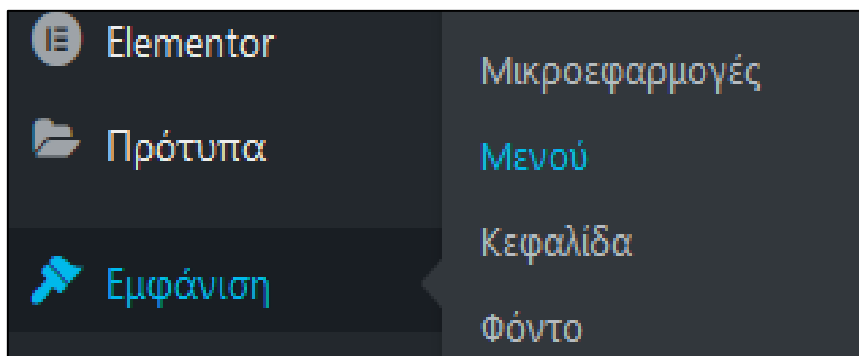 Elementor
Πρότυπα
Εμφάνιση
Μικροεφαρμογές
Μενού
Κεφαλίδα
Φόντο